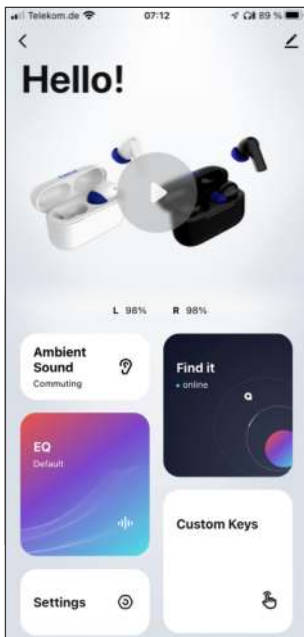 Telekom.de 07:12 89 %
Hello!
L 98% R 98%
Ambient
Sound
Commuting
Find it
online
EQ
Default
Custom Keys
Settings